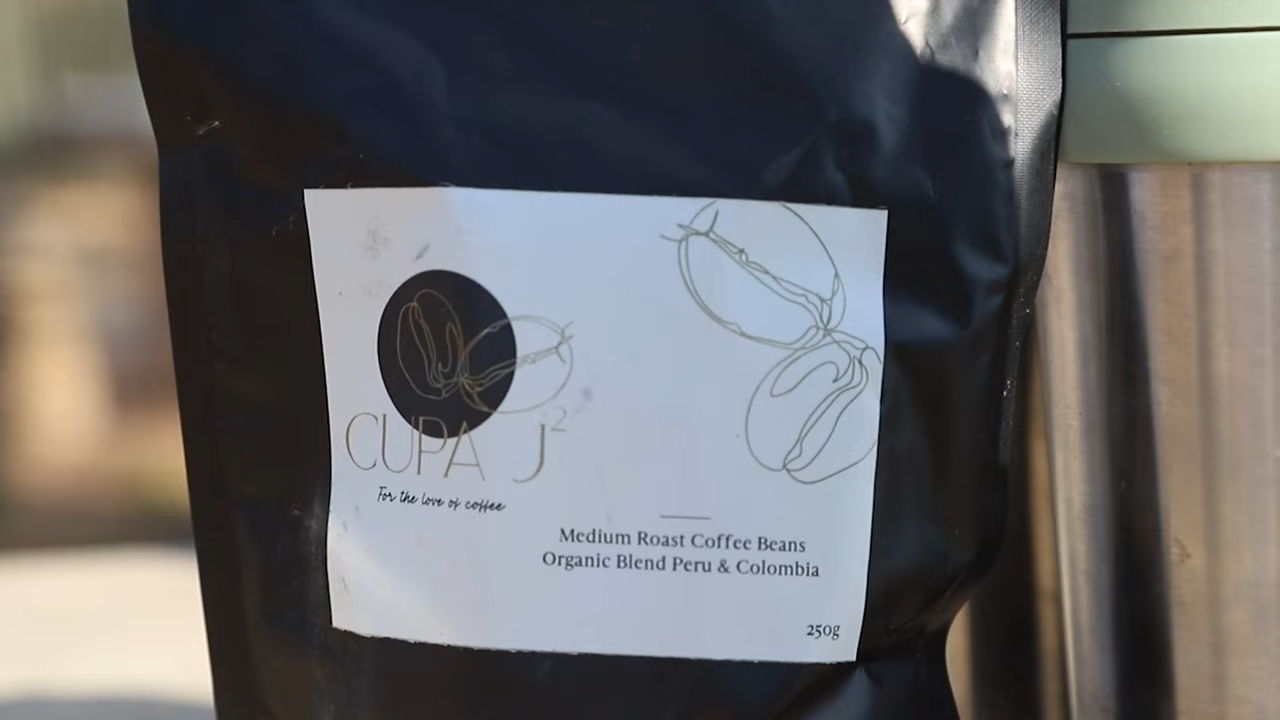 CUPA J²
For the love of coffee
Medium Roast Coffee Beans
Organic Blend Peru & Colombia
250g